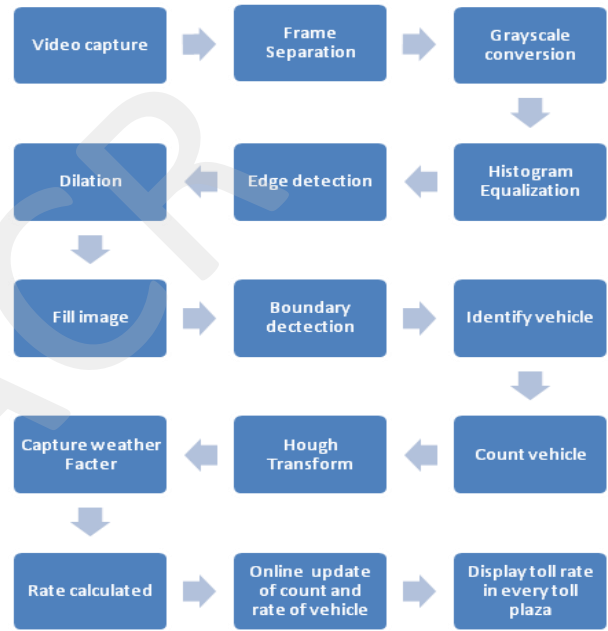 Video capture
Frame
Separation
Grayscale
conversion
Histogram
Equalization
Edge detection
Dilation
Fill image
Boundary
dectection
Identify vehicle
Count vehicle
Hough
Transform
Capture weather
Facter
Rate calculated
Online update
of count and
rate of vehicle
Display toll rate
in every toll
plaza